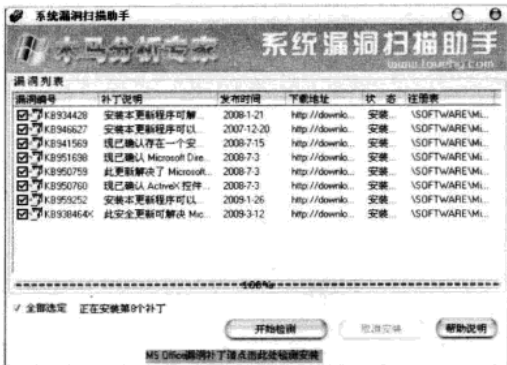 系统漏洞扫描助手
木马分析专家 系统漏洞扫描助手
漏洞列表
漏洞编号 补丁说明 发布时间 下载地址 状 态 注册表
KB934428 安装本更新程序可解... 2008-1-21 http://downlo... 安装... \SOFTWARE\Mi...
KB946627 安装本更新程序可以... 2007-12-20 http://downlo... 安装... \SOFTWARE\Mi...
KB941569 现已确认存在一个安... 2008-7-15 http://downlo... 安装... \SOFTWARE\Mi...
KB951698 现已确认 Microsoft Dire... 2008-7-3 http://downlo... 安装... \SOFTWARE\Mi...
KB950759 此更新解决了 Microsoft... 2008-7-3 http://downlo... 安装... \SOFTWARE\Mi...
KB950760 现已确认 ActiveX 控件... 2008-7-3 http://downlo... 安装... \SOFTWARE\Mi...
KB959252 安装本更新程序可以... 2009-1-26 http://downlo... 安装... \SOFTWARE\Mi...
KB938464X 此安全更新可解决 Mic... 2009-3-12 http://downlo... 安装... \SOFTWARE\Mi...
100%
全部选定 正在安装第8个补丁
开始检测 取消安装 帮助说明
MS Office漏洞补丁请点击此处检测安装